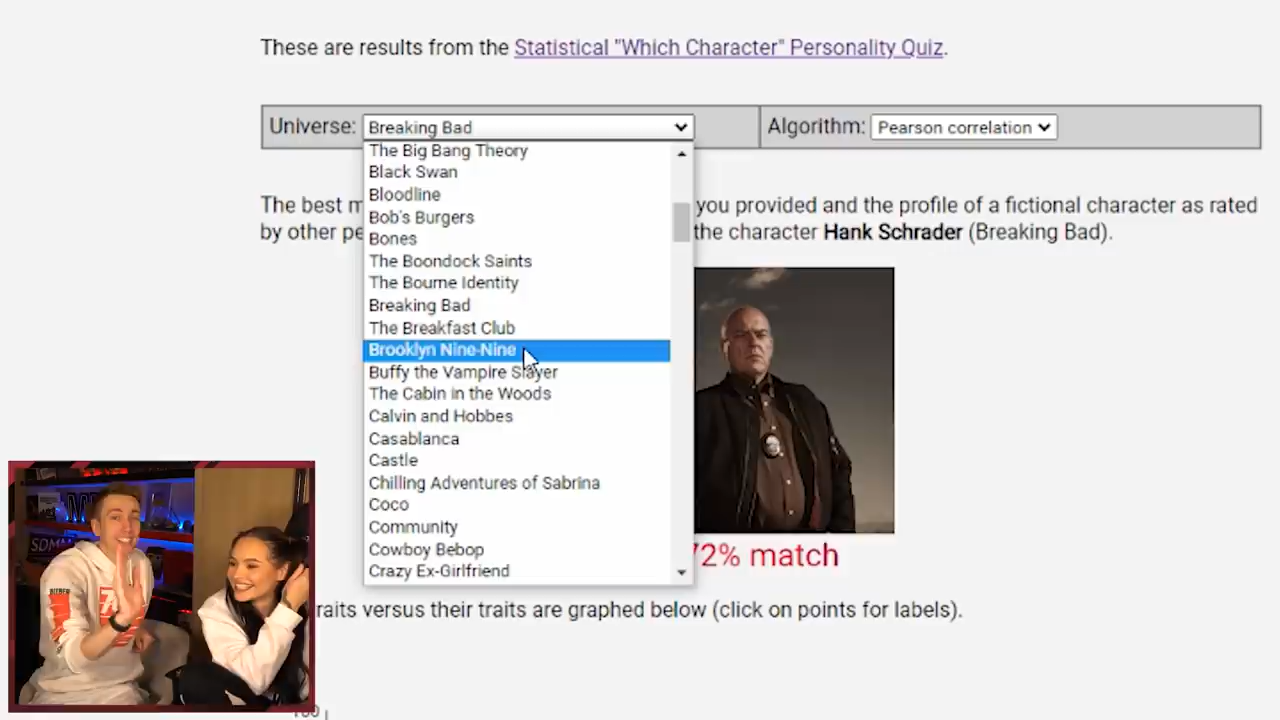 These are results from the Statistical "Which Character" Personality Quiz.
Universe: Breaking Bad Algorithm: Pearson correlation
The Big Bang Theory
Black Swan
Bloodline
The best you provided and the profile of a fictional character as rated
Bob's Burgers
by other the character Hank Schrader (Breaking Bad).
Bones
The Boondock Saints
The Bourne Identity
Breaking Bad
The Breakfast Club
Brooklyn Nine-Nine
Buffy the Vampire Slayer
The Cabin in the Woods
Calvin and Hobbes
Casablanca
Castle
Chilling Adventures of Sabrina
Coco
Community
Cowboy Bebop
72% match
Crazy Ex-Girlfriend
raits versus their traits are graphed below (click on points for labels).